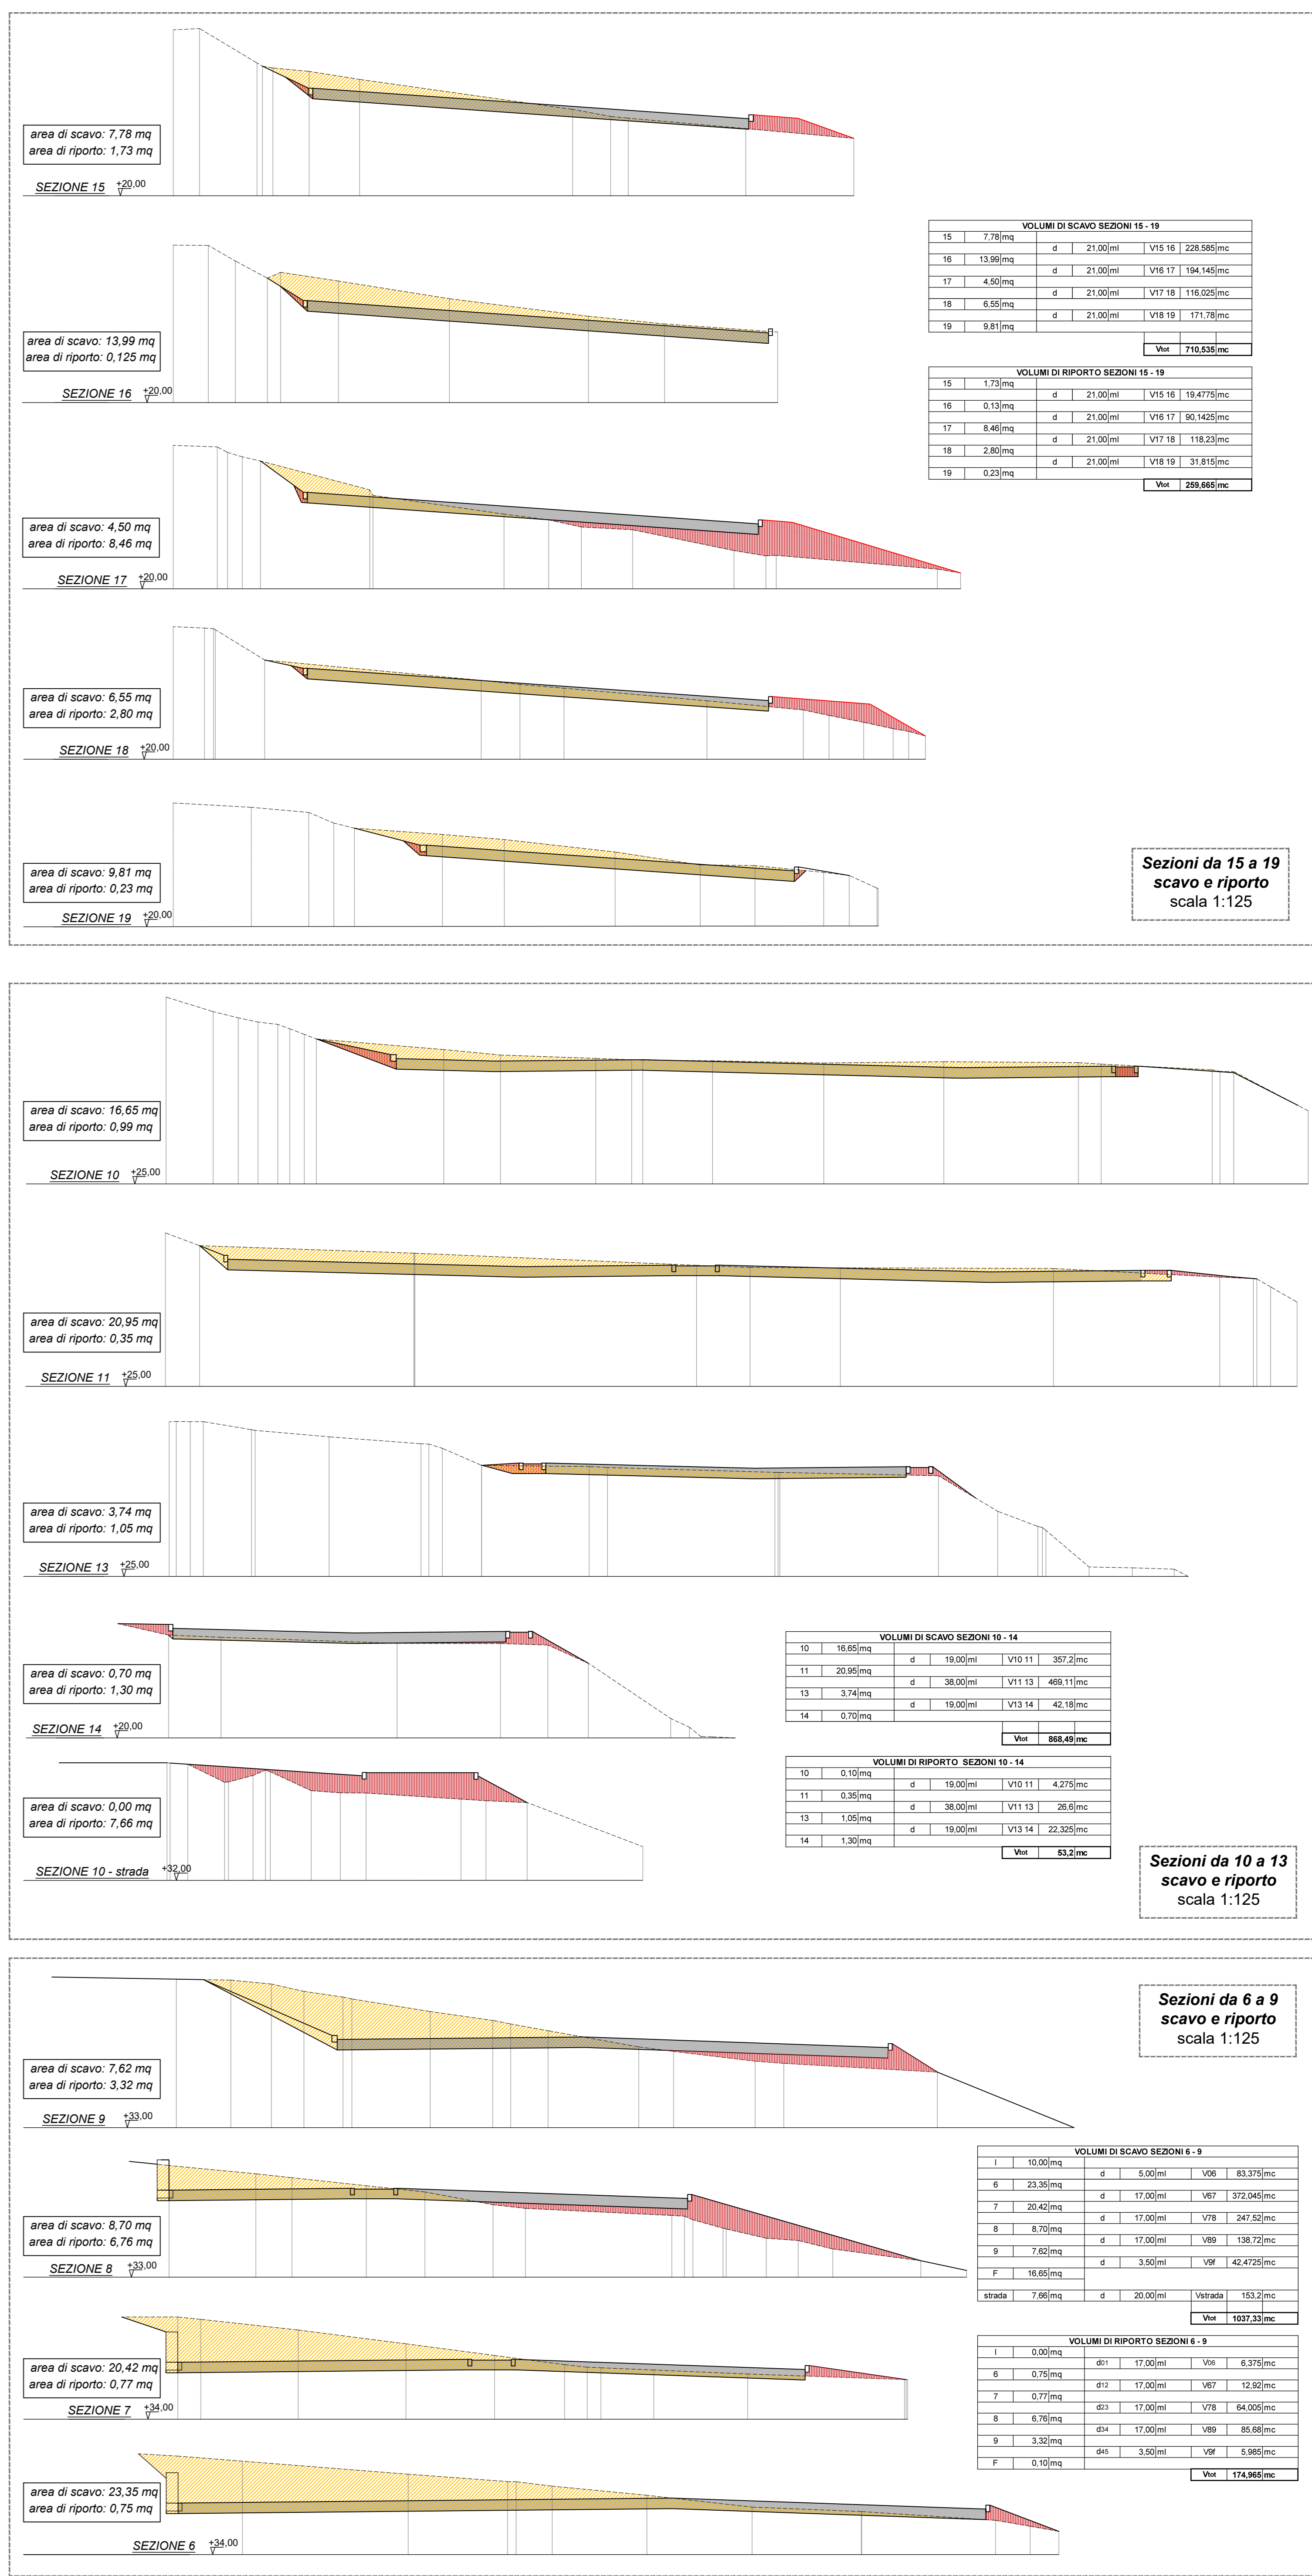 area di scavo: 7,78 mq
area di riporto: 1,73 mq
SEZIONE 15 +20,00
area di scavo: 13,99 mq
area di riporto: 0,125 mq
SEZIONE 16 +20,00
area di scavo: 4,50 mq
area di riporto: 8,46 mq
SEZIONE 17 +20,00
area di scavo: 6,55 mq
area di riporto: 2,80 mq
SEZIONE 18 +20,00
area di scavo: 9,81 mq
area di riporto: 0,23 mq
SEZIONE 19 +20,00
VOLUMI DI SCAVO SEZIONI 15 - 19
15 7,78 mq
d 21,00 ml V15 16 228,585 mc
16 13,99 mq
d 21,00 ml V16 17 194,145 mc
17 4,50 mq
d 21,00 ml V17 18 116,025 mc
18 6,55 mq
d 21,00 ml V18 19 171,78 mc
19 9,81 mq
Vtot 710,535 mc
VOLUMI DI RIPORTO SEZIONI 15 - 19
15 1,73 mq
d 21,00 ml V15 16 19,4775 mc
16 0,13 mq
d 21,00 ml V16 17 90,1425 mc
17 8,46 mq
d 21,00 ml V17 18 118,23 mc
18 2,80 mq
d 21,00 ml V18 19 31,815 mc
19 0,23 mq
Vtot 259,665 mc
Sezioni da 15 a 19
scavo e riporto
scala 1:125
area di scavo: 16,65 mq
area di riporto: 0,99 mq
SEZIONE 10 +25,00
area di scavo: 20,95 mq
area di riporto: 0,35 mq
SEZIONE 11 +25,00
area di scavo: 3,74 mq
area di riporto: 1,05 mq
SEZIONE 13 +25,00
area di scavo: 0,70 mq
area di riporto: 1,30 mq
SEZIONE 14 +20,00
area di scavo: 0,00 mq
area di riporto: 7,66 mq
SEZIONE 10 - strada +32,00
VOLUMI DI SCAVO SEZIONI 10 - 14
10 16,65 mq
d 19,00 ml V10 11 357,2 mc
11 20,95 mq
d 38,00 ml V11 13 469,11 mc
13 3,74 mq
d 19,00 ml V13 14 42,18 mc
14 0,70 mq
Vtot 868,49 mc
VOLUMI DI RIPORTO SEZIONI 10 - 14
10 0,10 mq
d 19,00 ml V10 11 4,275 mc
11 0,35 mq
d 38,00 ml V11 13 26,6 mc
13 1,05 mq
d 19,00 ml V13 14 22,325 mc
14 1,30 mq
Vtot 53,2 mc
Sezioni da 10 a 13
scavo e riporto
scala 1:125
Sezioni da 6 a 9
scavo e riporto
scala 1:125
area di scavo: 7,62 mq
area di riporto: 3,32 mq
SEZIONE 9 +33,00
area di scavo: 8,70 mq
area di riporto: 6,76 mq
SEZIONE 8 +33,00
area di scavo: 20,42 mq
area di riporto: 0,77 mq
SEZIONE 7 +34,00
area di scavo: 23,35 mq
area di riporto: 0,75 mq
SEZIONE 6 +34,00
VOLUMI DI SCAVO SEZIONI 6 - 9
I 10,00 mq
d 5,00 ml V06 83,375 mc
6 23,35 mq
d 17,00 ml V67 372,045 mc
7 20,42 mq
d 17,00 ml V78 247,52 mc
8 8,70 mq
d 17,00 ml V89 138,72 mc
9 7,62 mq
d 3,50 ml V9f 42,4725 mc
F 16,65 mq
strada 7,66 mq d 20,00 ml Vstrada 153,2 mc
Vtot 1037,33 mc
VOLUMI DI RIPORTO SEZIONI 6 - 9
I 0,00 mq
d01 17,00 ml V06 6,375 mc
6 0,75 mq
d12 17,00 ml V67 12,92 mc
7 0,77 mq
d23 17,00 ml V78 64,005 mc
8 6,76 mq
d34 17,00 ml V89 85,68 mc
9 3,32 mq
d45 3,50 ml V9f 5,985 mc
F 0,10 mq
Vtot 174,965 mc